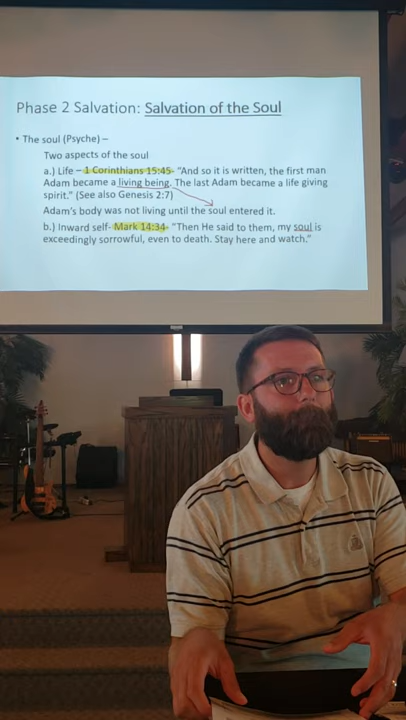 Phase 2 Salvation: Salvation of the Soul
• The soul (Psyche) –
Two aspects of the soul
a.) Life – 1 Corinthians 15:45- "And so it is written, the first man
Adam became a living being. The last Adam became a life giving
spirit." (See also Genesis 2:7)
Adam's body was not living until the soul entered it.
b.) Inward self- Mark 14:34- "Then He said to them, my soul is
exceedingly sorrowful, even to death. Stay here and watch."